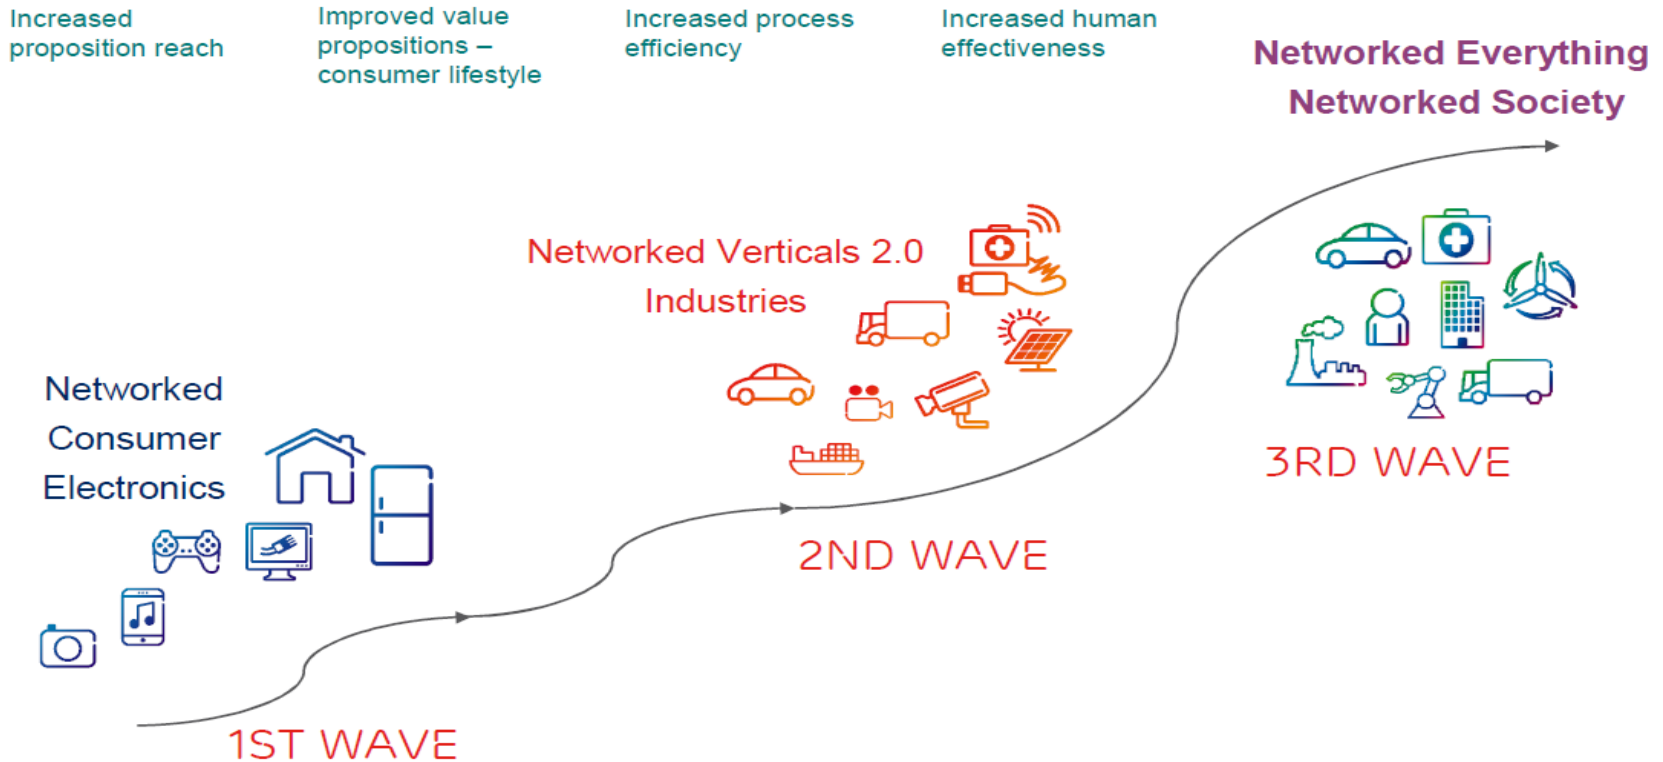 Increased
proposition reach
Improved value
propositions –
consumer lifestyle
Increased process
efficiency
Increased human
effectiveness
Networked Everything
Networked Society
Networked Verticals 2.0
Industries
Networked
Consumer
Electronics
3RD WAVE
2ND WAVE
1ST WAVE